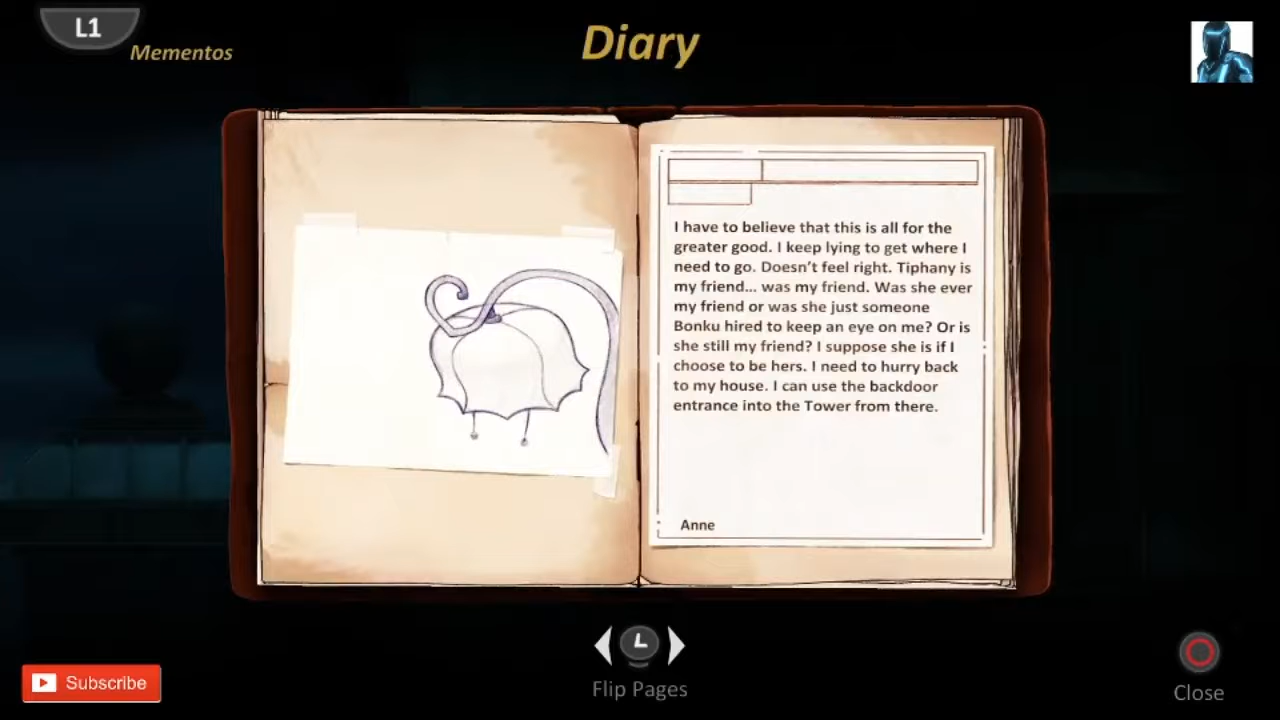 L1
Mementos
Diary
I have to believe that this is all for the
greater good. I keep lying to get where I
need to go. Doesn't feel right. Tiphany is
my friend... was my friend. Was she ever
my friend or was she just someone
Bonku hired to keep an eye on me? Or is
she still my friend? I suppose she is if I
choose to be hers. I need to hurry back
to my house. I can use the backdoor
entrance into the Tower from there.
Anne
L
Flip Pages
Subscribe
Close